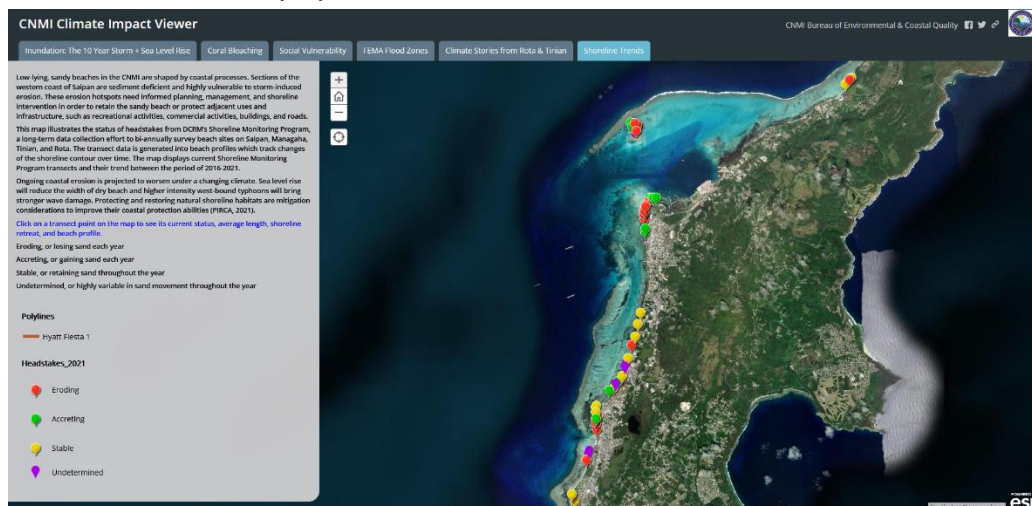 CNMI Climate Impact Viewer
CNMI Bureau of Environmental & Coastal Quality
Inundation: The 10 Year Storm + Sea Level Rise
Coral Bleaching
Social Vulnerability
FEMA Flood Zones
Climate Stories from Rota & Tinian
Shoreline Trends
Low-lying, sandy beaches in the CNMI are shaped by coastal processes. Sections of the
western coast of Saipan are sediment deficient and highly vulnerable to storm-induced
erosion. These erosion hotspots need informed planning, management, and shoreline
intervention in order to retain the sandy beach or protect adjacent uses and
infrastructure, such as recreational activities, commercial activities, buildings, and roads.
This map illustrates the status of headstakes from DCRM's Shoreline Monitoring Program,
a long-term data collection effort to bi-annually survey beach sites on Saipan, Managaha,
Tinian, and Rota. The transect data is generated into beach profiles which track changes
of the shoreline contour over time. The map displays current Shoreline Monitoring
Program transects and their trend between the period of 2016-2021.
Ongoing coastal erosion is projected to worsen under a changing climate. Sea level rise
will reduce the width of dry beach and higher intensity west-bound typhoons will bring
stronger wave damage. Protecting and restoring natural shoreline habitats are mitigation
considerations to improve their coastal protection abilities (PIRCA, 2021).
Click on a transect point on the map to see its current status, average length, shoreline
retreat, and beach profile.
Eroding, or losing sand each year
Accreting, or gaining sand each year
Stable, or retaining sand throughout the year
Undetermined, or highly variable in sand movement throughout the year
Polylines
Hyatt Fiesta 1
Headstakes_2021
Eroding
Accreting
Stable
Undetermined
esri